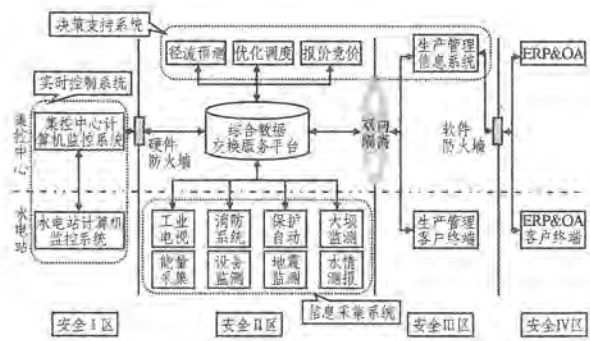 决策支持系统
径流预测
优化调度
报价竞价
生产管理
信息系统
ERP&OA
实时控制系统
集控中心
集控中心计
算机监控系统
硬件
防火墙
综合数据
交换服务平台
隔离
软件
防火墙
水电站
水电站计算机
监控系统
工业
电视
消防
系统
保护
自动
大坝
监测
能量
采集
设备
监测
地震
监测
水情
测报
生产管理
客户终端
ERP&OA
客户终端
信息采集系统
安全I区
安全II区
安全III区
安全IV区